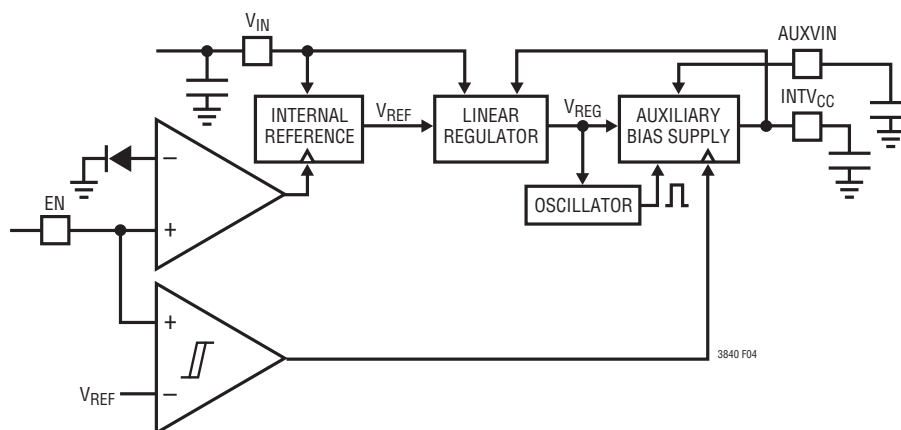 V_IN
AUXVIN
INTV_CC
INTERNAL
REFERENCE
V_REF
LINEAR
REGULATOR
V_REG
AUXILIARY
BIAS SUPPLY
OSCILLATOR
−
EN
+
+
V_REF
−
3840 F04